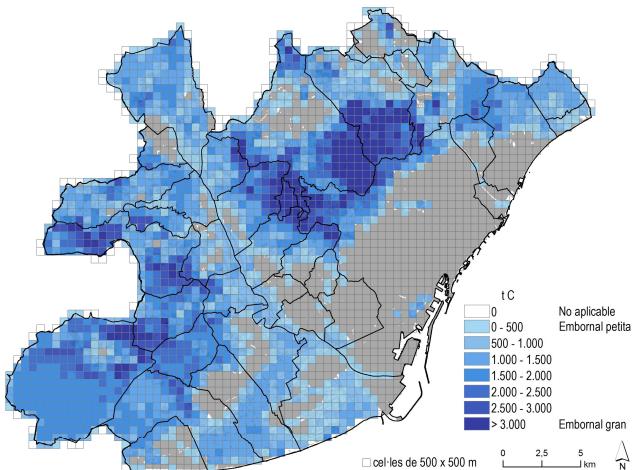 t C
0 No aplicable
0 - 500 Embornal petita
500 - 1.000
1.000 - 1.500
1.500 - 2.000
2.000 - 2.500
2.500 - 3.000
> 3.000 Embornal gran
cel·les de 500 x 500 m
0 2,5 5
km
N